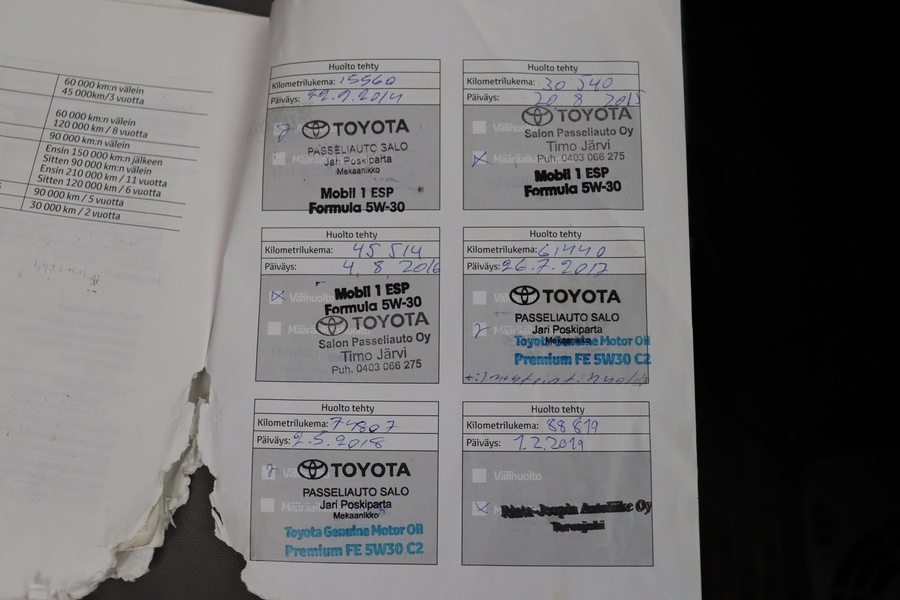 60 000 km:n välein
45 000km/3 vuotta
60 000 km:n välein
120 000 km / 8 vuotta
90 000 km:n välein
Ensin 150 000 km:n jälkeen
Sitten 90 000 km:n välein
Ensin 210 000 km / 11 vuotta
Sitten 120 000 km / 6 vuotta
90 000 km / 5 vuotta
30 000 km / 2 vuotta
Huolto tehty
Kilometrilukema: 15560
Päiväys: 22.9.2014
TOYOTA
PASSELIAUTO SALO
Jari Poskiparta
Mekaanikko
Mobil 1 ESP
Formula 5W-30
Huolto tehty
Kilometrilukema: 30 540
Päiväys: 20 8 2015
TOYOTA
Salon Passeliauto Oy
Timo Järvi
Puh. 0403 066 275
Mobil 1 ESP
Formula 5W-30
Huolto tehty
Kilometrilukema: 45 514
Päiväys: 4. 8 2016
Välihuolto
Mobil 1 ESP
Formula 5W-30
TOYOTA
Salon Passeliauto Oy
Timo Järvi
Puh. 0403 066 275
Huolto tehty
Kilometrilukema: 61440
Päiväys: 26.7.2017
TOYOTA
PASSELIAUTO SALO
Jari Poskiparta
Mekaanikko
Toyota Genuine Motor Oil
Premium FE 5W30 C2
Huolto tehty
Kilometrilukema: 74807
Päiväys: 2.5.2018
TOYOTA
PASSELIAUTO SALO
Jari Poskiparta
Mekaanikko
Toyota Genuine Motor Oil
Premium FE 5W30 C2
Huolto tehty
Kilometrilukema: 88819
Päiväys: 1.2.2019
Välihuolto
Oy